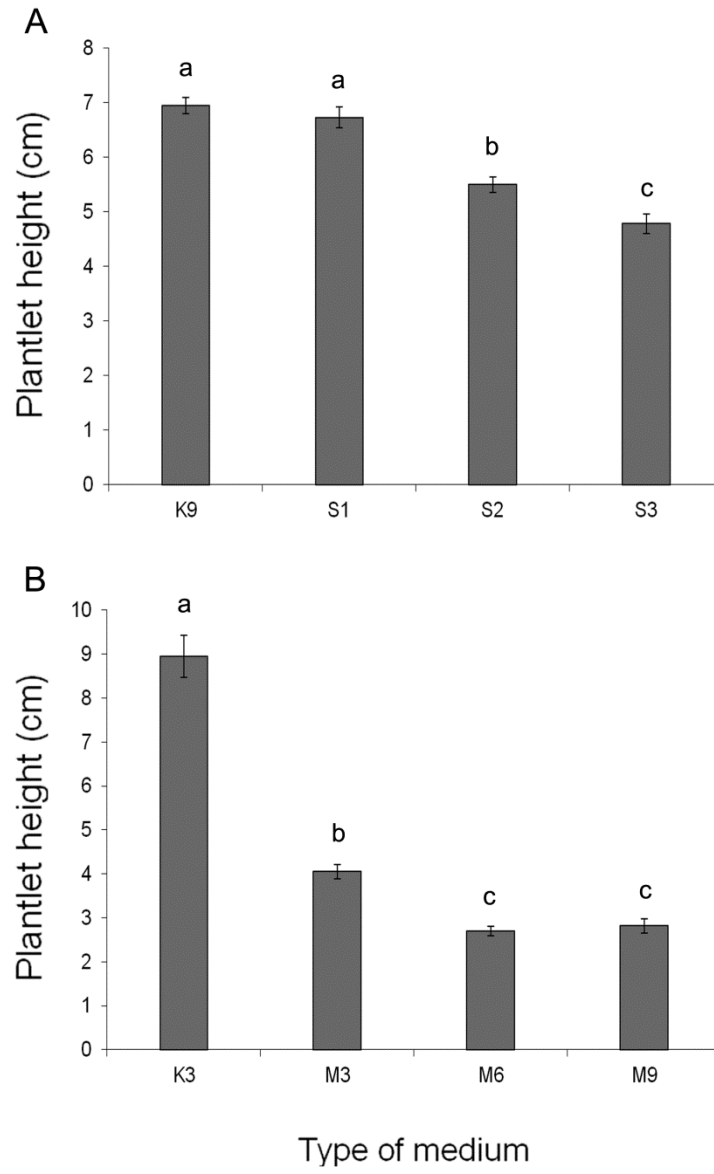 A
Plantlet height (cm)
8
7
6
5
4
3
2
1
0
a
a
b
c
K9 S1 S2 S3
B
Plantlet height (cm)
10
9
8
7
6
5
4
3
2
1
0
a
b
c
c
K3 M3 M6 M9
Type of medium